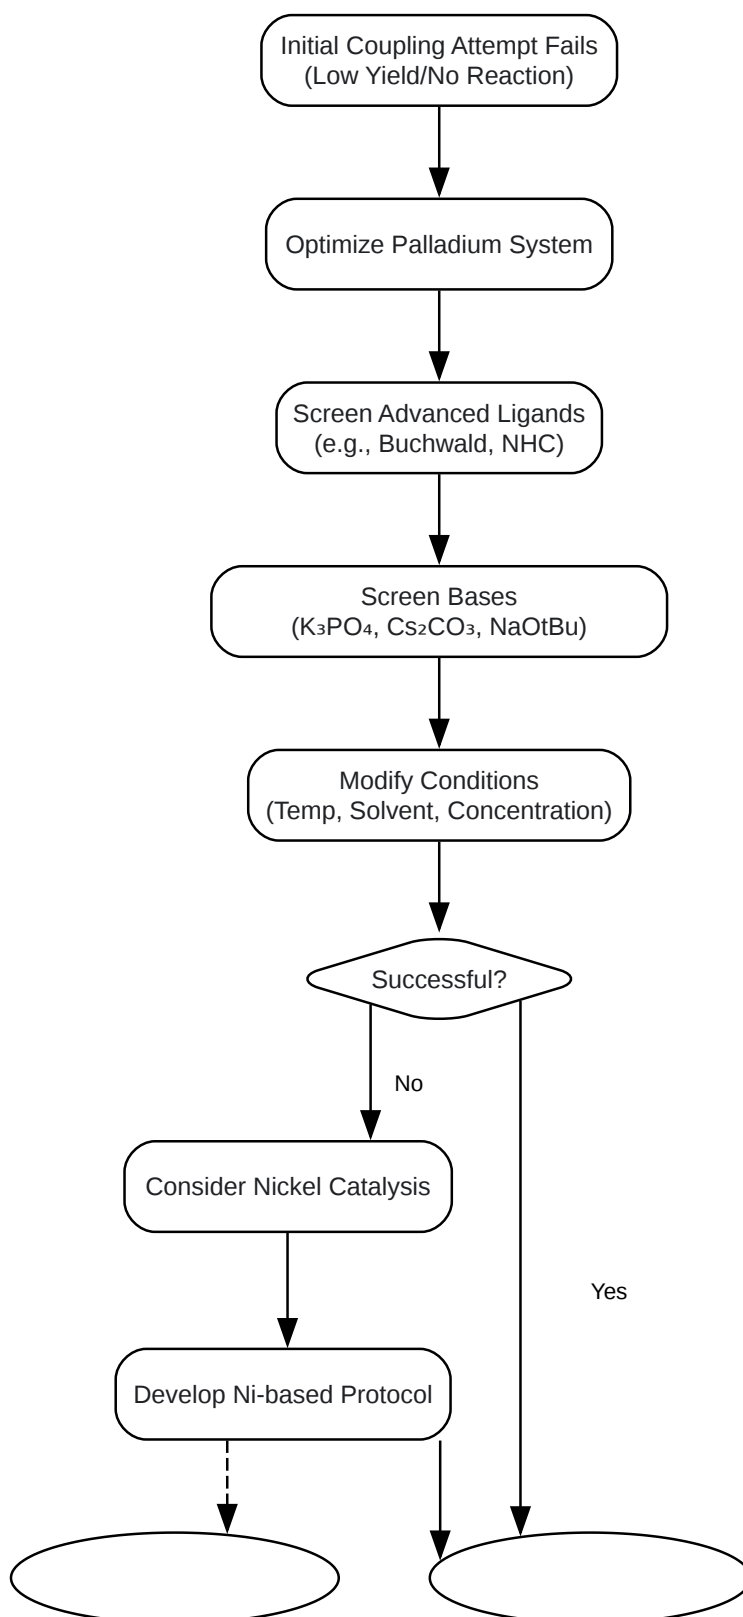 Initial Coupling Attempt Fails
(Low Yield/No Reaction)
Optimize Palladium System
Screen Advanced Ligands
(e.g., Buchwald, NHC)
Screen Bases
(K₃PO₄, Cs₂CO₃, NaOtBu)
Modify Conditions
(Temp, Solvent, Concentration)
Successful?
No
Consider Nickel Catalysis
Yes
Develop Ni-based Protocol